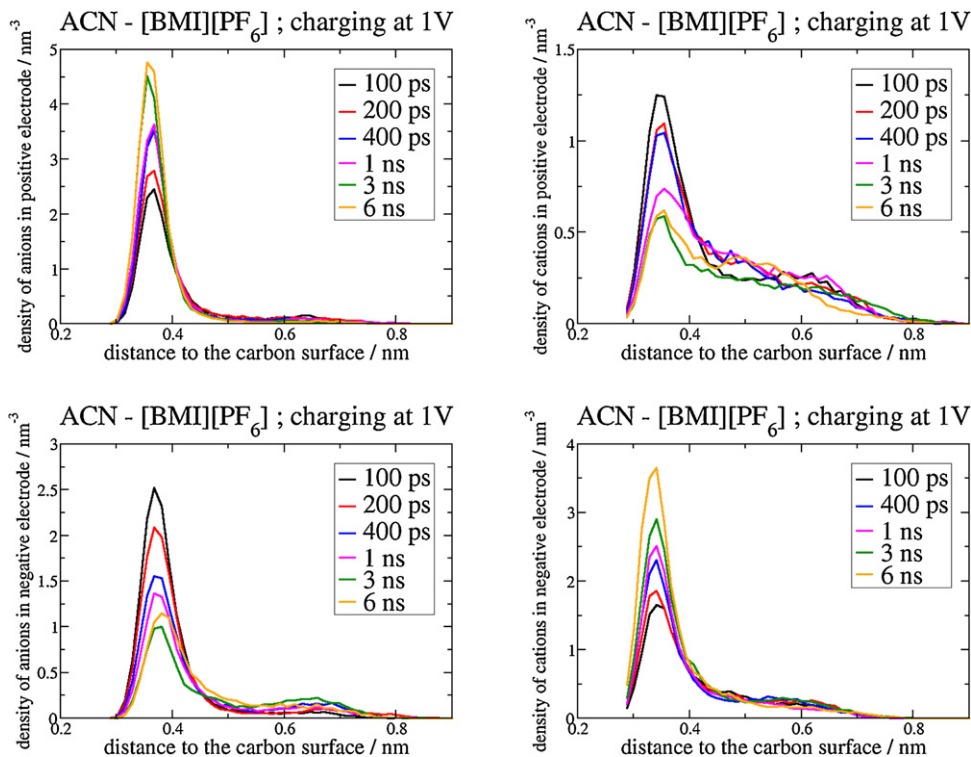 ACN - [BMI][PF6] ; charging at 1V
density of anions in positive electrode / nm-3
5
4
3
2
1
0
100 ps
200 ps
400 ps
1 ns
3 ns
6 ns
0.2
0.4
0.6
0.8
distance to the carbon surface / nm
ACN - [BMI][PF6] ; charging at 1V
density of cations in positive electrode / nm-3
1.5
1
0.5
0
100 ps
200 ps
400 ps
1 ns
3 ns
6 ns
0.2
0.4
0.6
0.8
distance to the carbon surface / nm
ACN - [BMI][PF6] ; charging at 1V
density of anions in negative electrode / nm-3
3
2.5
2
1.5
1
0.5
0
100 ps
200 ps
400 ps
1 ns
3 ns
6 ns
0.2
0.4
0.6
0.8
distance to the carbon surface / nm
ACN - [BMI][PF6] ; charging at 1V
density of cations in negative electrode / nm-3
4
3
2
1
0
100 ps
400 ps
1 ns
3 ns
6 ns
0.2
0.4
0.6
0.8
distance to the carbon surface / nm